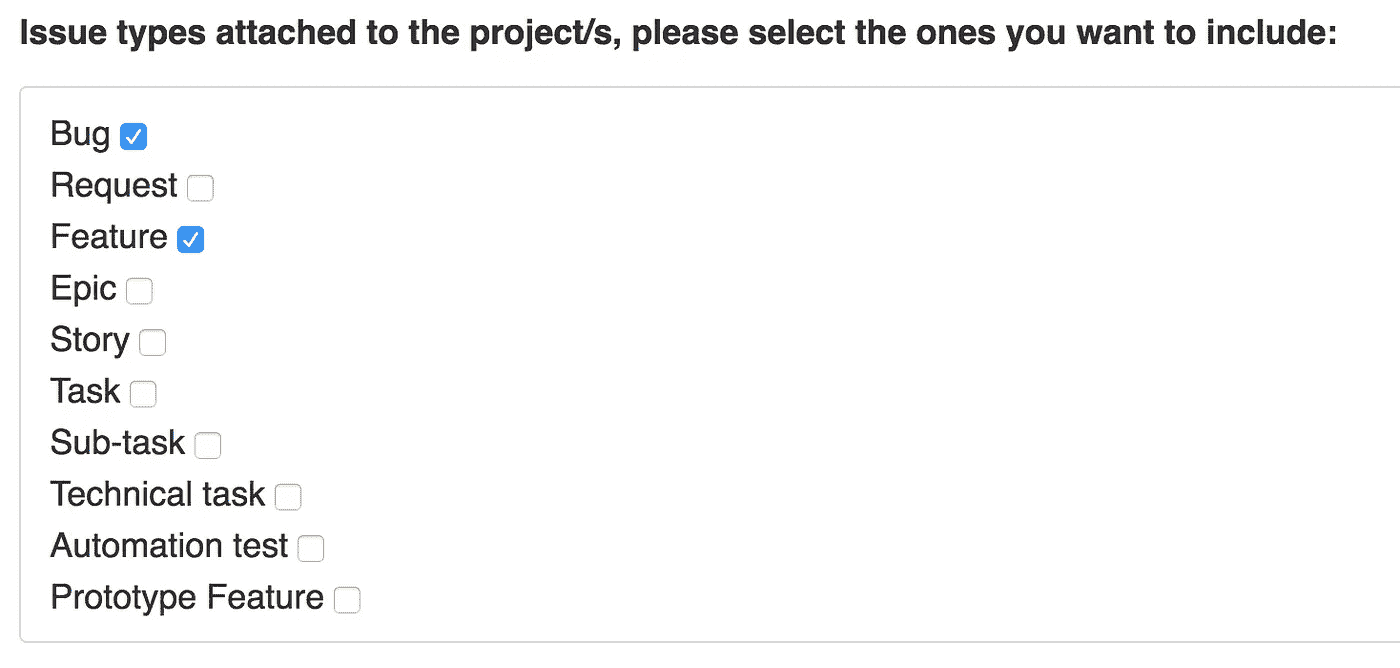 Issue types attached to the project/s, please select the ones you want to include:
Bug
Request
Feature
Epic
Story
Task
Sub-task
Technical task
Automation test
Prototype Feature